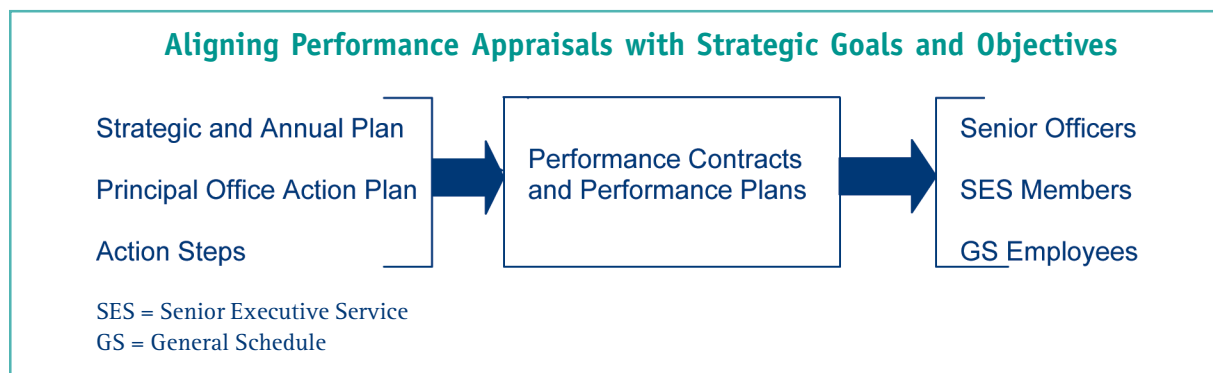 Aligning Performance Appraisals with Strategic Goals and Objectives
Strategic and Annual Plan
Principal Office Action Plan
Action Steps
Performance Contracts
and Performance Plans
Senior Officers
SES Members
GS Employees
SES = Senior Executive Service
GS = General Schedule